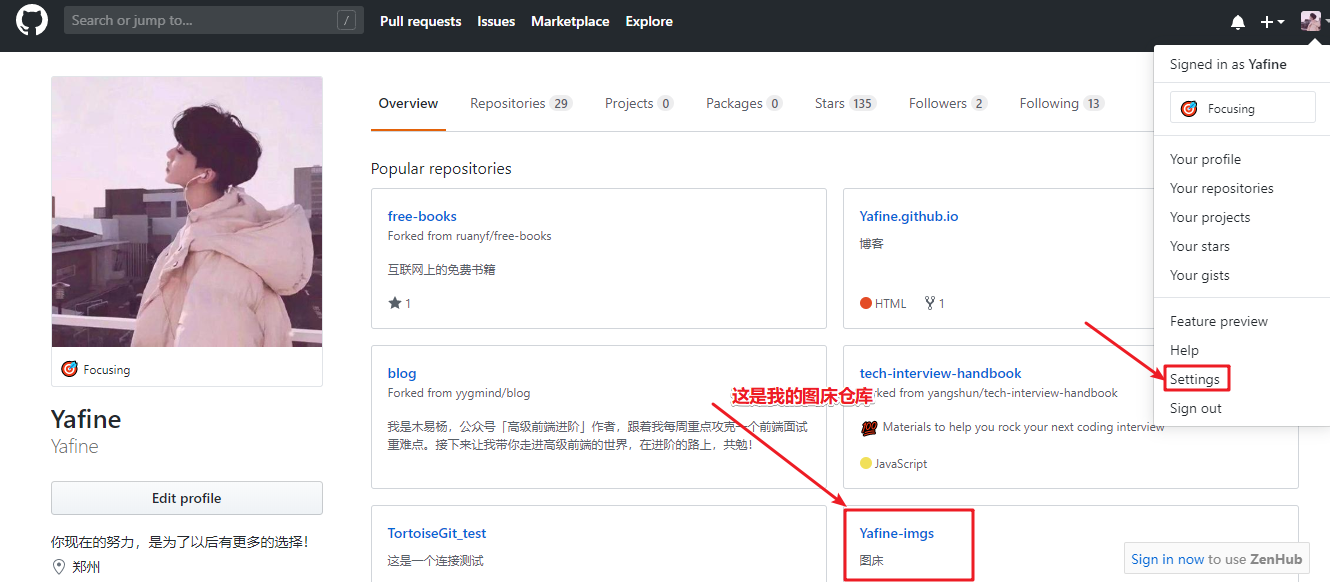 Search or jump to...
/
Pull requests
Issues
Marketplace
Explore
Signed in as Yafine
Focusing
Your profile
Your repositories
Your projects
Your stars
Your gists
Feature preview
Help
Settings
Sign out
Overview
Repositories 29
Projects 0
Packages 0
Stars 135
Followers 2
Following 13
Focusing
Yafine
Yafine
Edit profile
你现在的努力，是为了以后有更多的选择！
郑州
Popular repositories
free-books
Forked from ruanyf/free-books
互联网上的免费书籍
1
Yafine.github.io
博客
HTML 1
blog
Forked from yygmind/blog
我是木易杨，公众号「高级前端进阶」作者，跟着我每周重点攻克一个前端面试
重难点。接下来让我带你走进高级前端的世界，在进阶的路上，共勉！
这是我的图床仓库
tech-interview-handbook
rked from yangshun/tech-interview-handbook
💯 Materials to help you rock your next coding interview
JavaScript
TortoiseGit_test
这是一个连接测试
Yafine-imgs
图床
Sign in now to use ZenHub